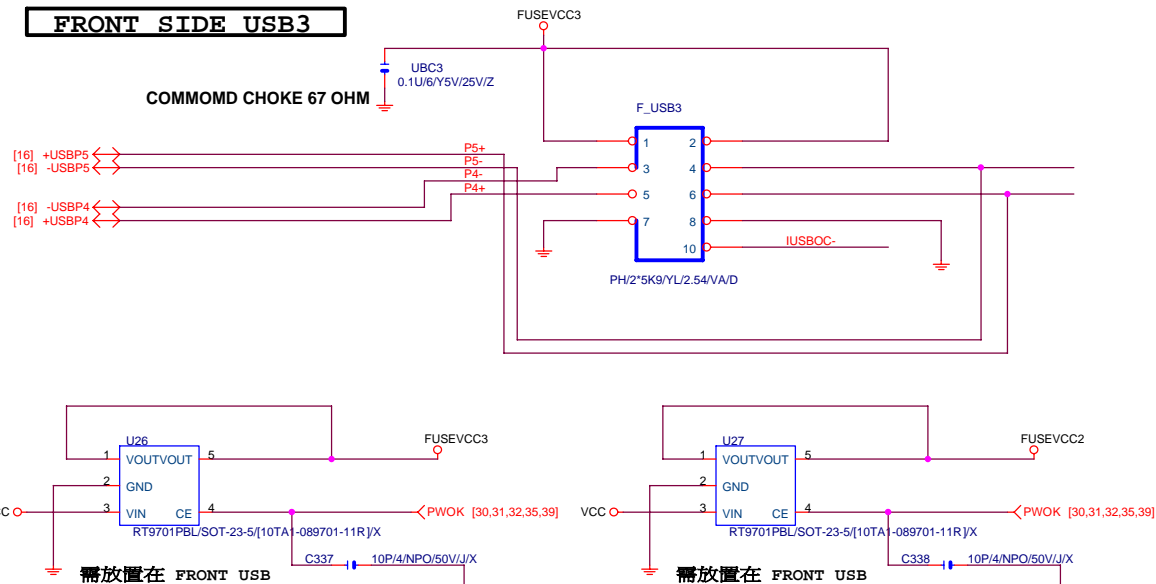 FRONT SIDE USB3
FUSEVCC3
UBC3
0.1U/6/Y5V/25V/Z
COMMOMD CHOKE 67 OHM
F_USB3
1 2
3 4
5 6
7 8
10
[16] +USBP5
[16] -USBP5
[16] -USBP4
[16] +USBP4
P5+
P5-
P4-
P4+
IUSBOC-
PH/2*5K9/YL/2.54/VA/D
U26
1 VOUT VOUT 5
2 GND
3 VIN CE 4
FUSEVCC3
PWOK [30,31,32,35,39]
RT9701PBL/SOT-23-5/[10TA1-089701-11R]/X
C337 10P/4/NPO/50V/J/X
需放置在 FRONT USB
U27
1 VOUT VOUT 5
2 GND
VCC 3 VIN CE 4
FUSEVCC2
PWOK [30,31,32,35,39]
RT9701PBL/SOT-23-5/[10TA1-089701-11R]/X
C338 10P/4/NPO/50V/J/X
需放置在 FRONT USB